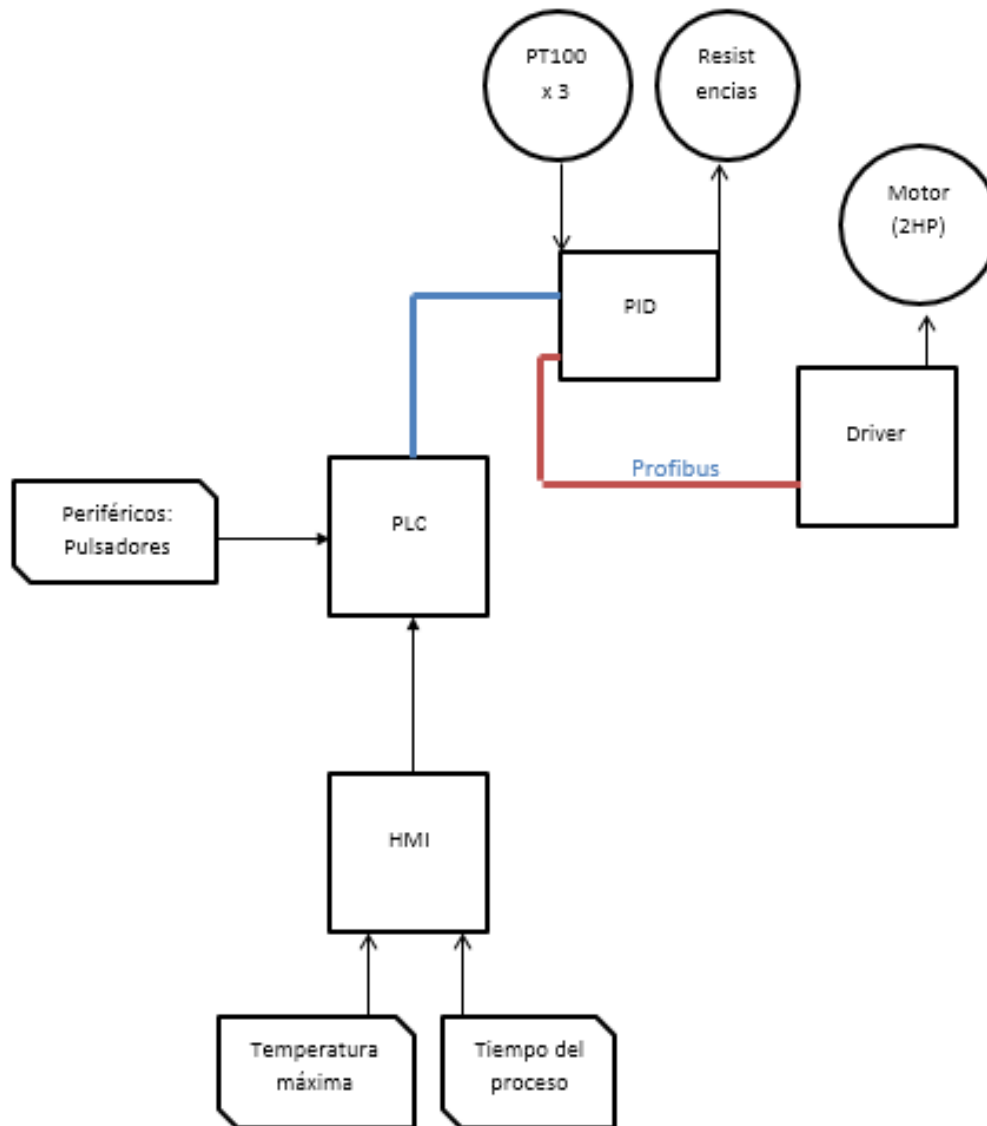 PT100
x 3
Resist
encias
Motor
(2HP)
PID
Driver
Profibus
Periféricos:
Pulsadores
PLC
HMI
Temperatura
máxima
Tiempo del
proceso